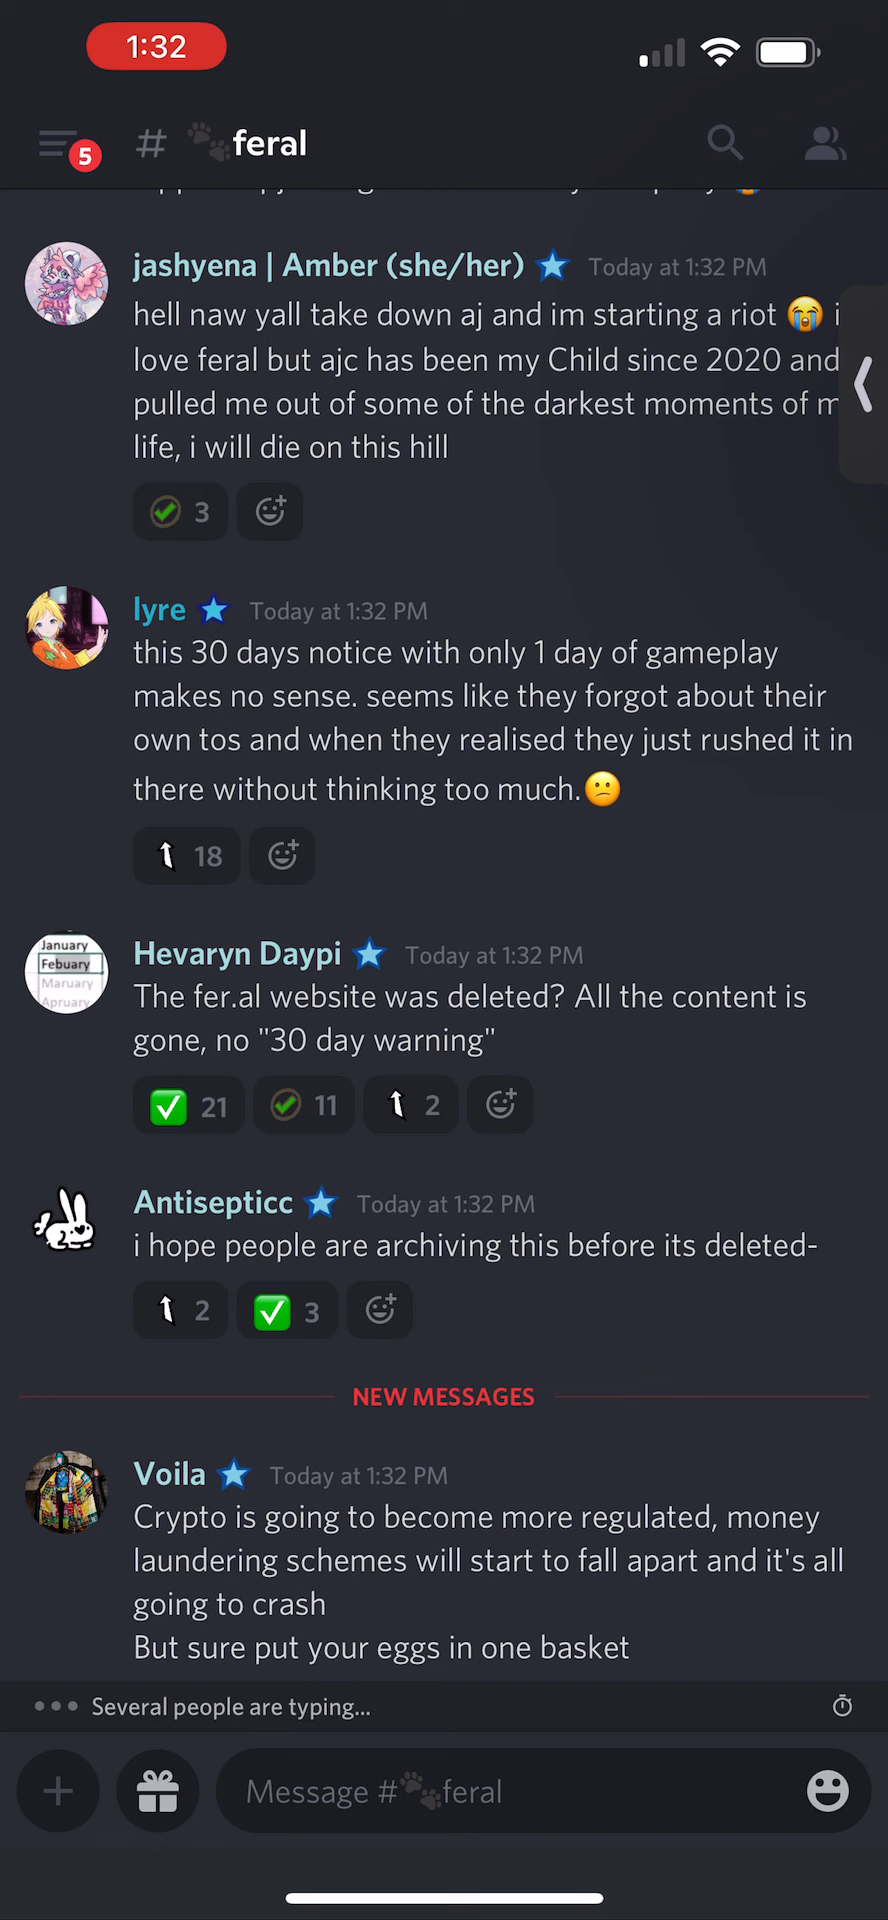 1:32
5
# feral
jashyena | Amber (she/her) Today at 1:32 PM
hell naw yall take down aj and im starting a riot 😭 i
love feral but ajc has been my Child since 2020 and
pulled me out of some of the darkest moments of m
life, i will die on this hill
3
lyre Today at 1:32 PM
this 30 days notice with only 1 day of gameplay
makes no sense. seems like they forgot about their
own tos and when they realised they just rushed it in
there without thinking too much.😕
18
January
Febuary
Maruary
Apruary
Hevaryn Daypi Today at 1:32 PM
The fer.al website was deleted? All the content is
gone, no "30 day warning"
✅ 21 11 2
Antisepticc Today at 1:32 PM
i hope people are archiving this before its deleted-
2 ✅ 3
NEW MESSAGES
Voila Today at 1:32 PM
Crypto is going to become more regulated, money
laundering schemes will start to fall apart and it's all
going to crash
But sure put your eggs in one basket
Several people are typing...
Message #🐾feral